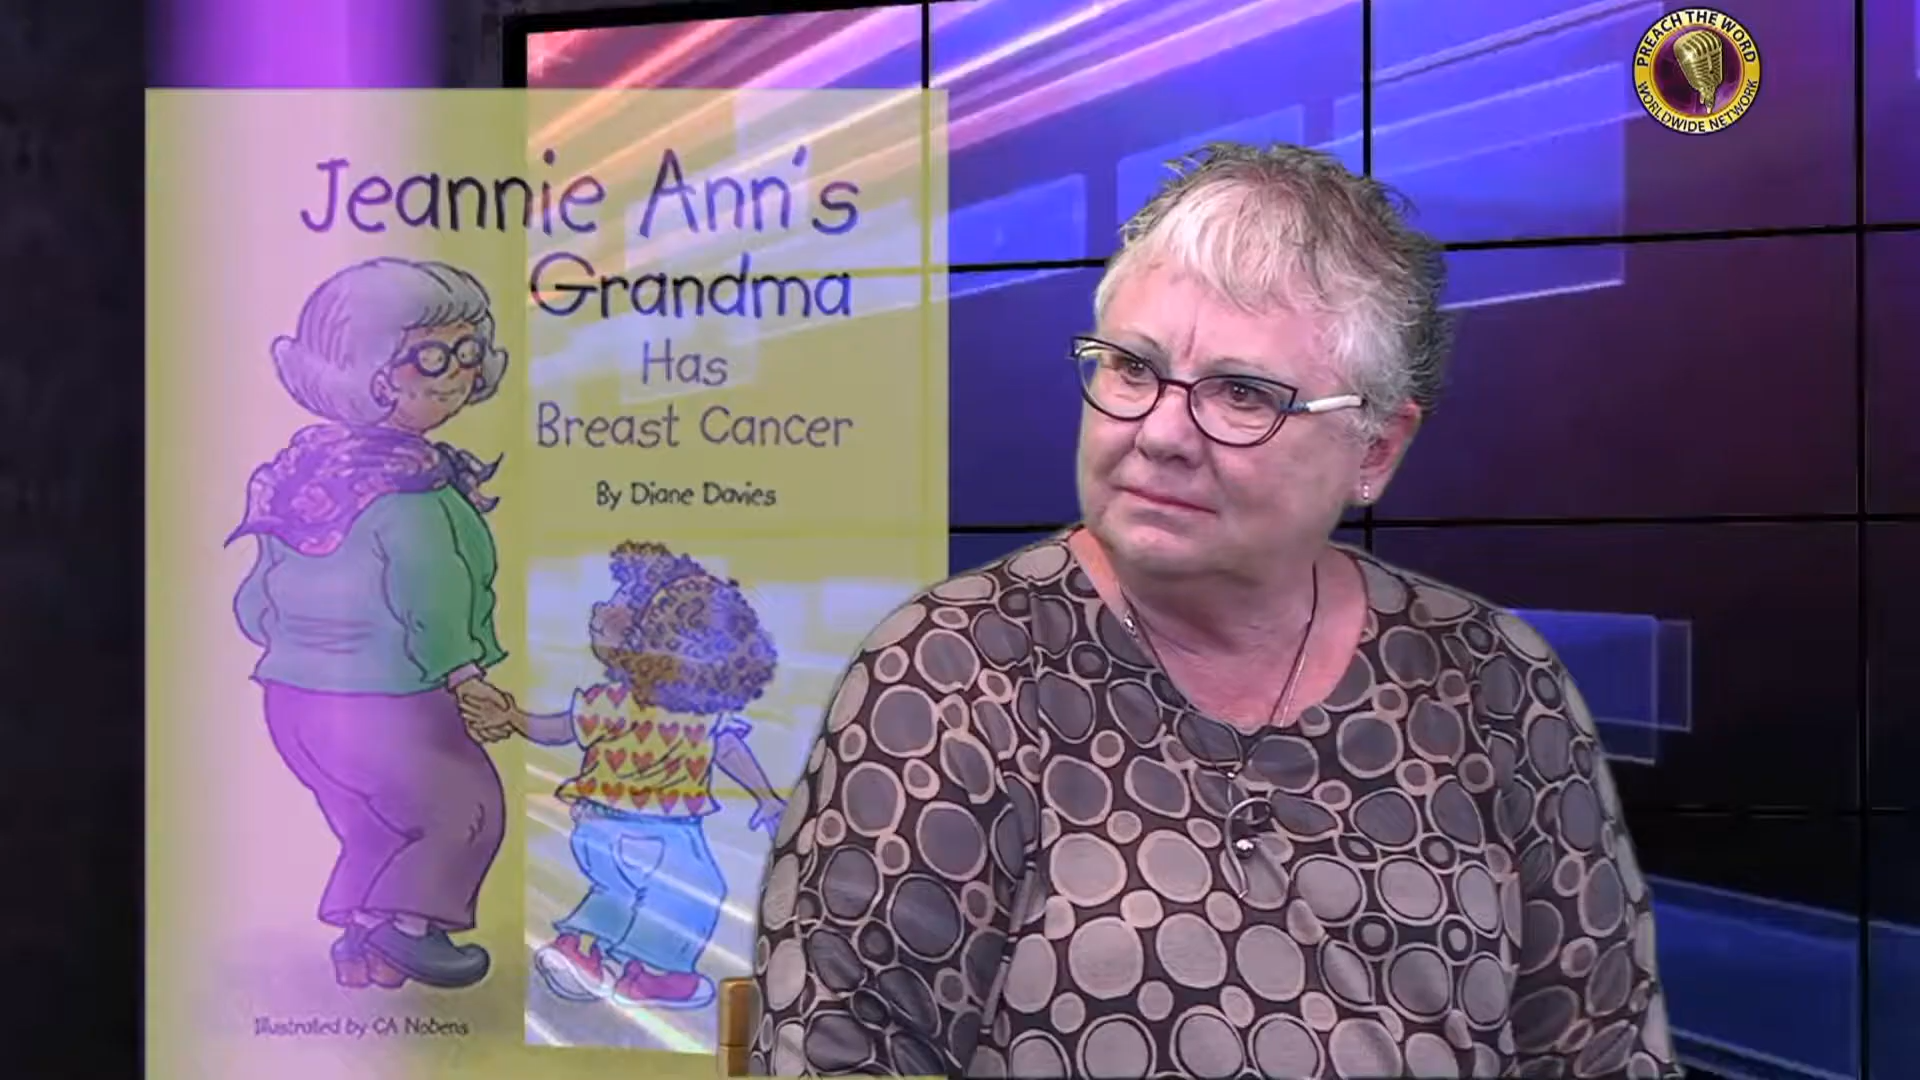 Jeannie Ann's
Grandma
Has
Breast Cancer
By Diane Davies
Illustrated by CA Nobens
PREACH THE WORD
WORLDWIDE NETWORK